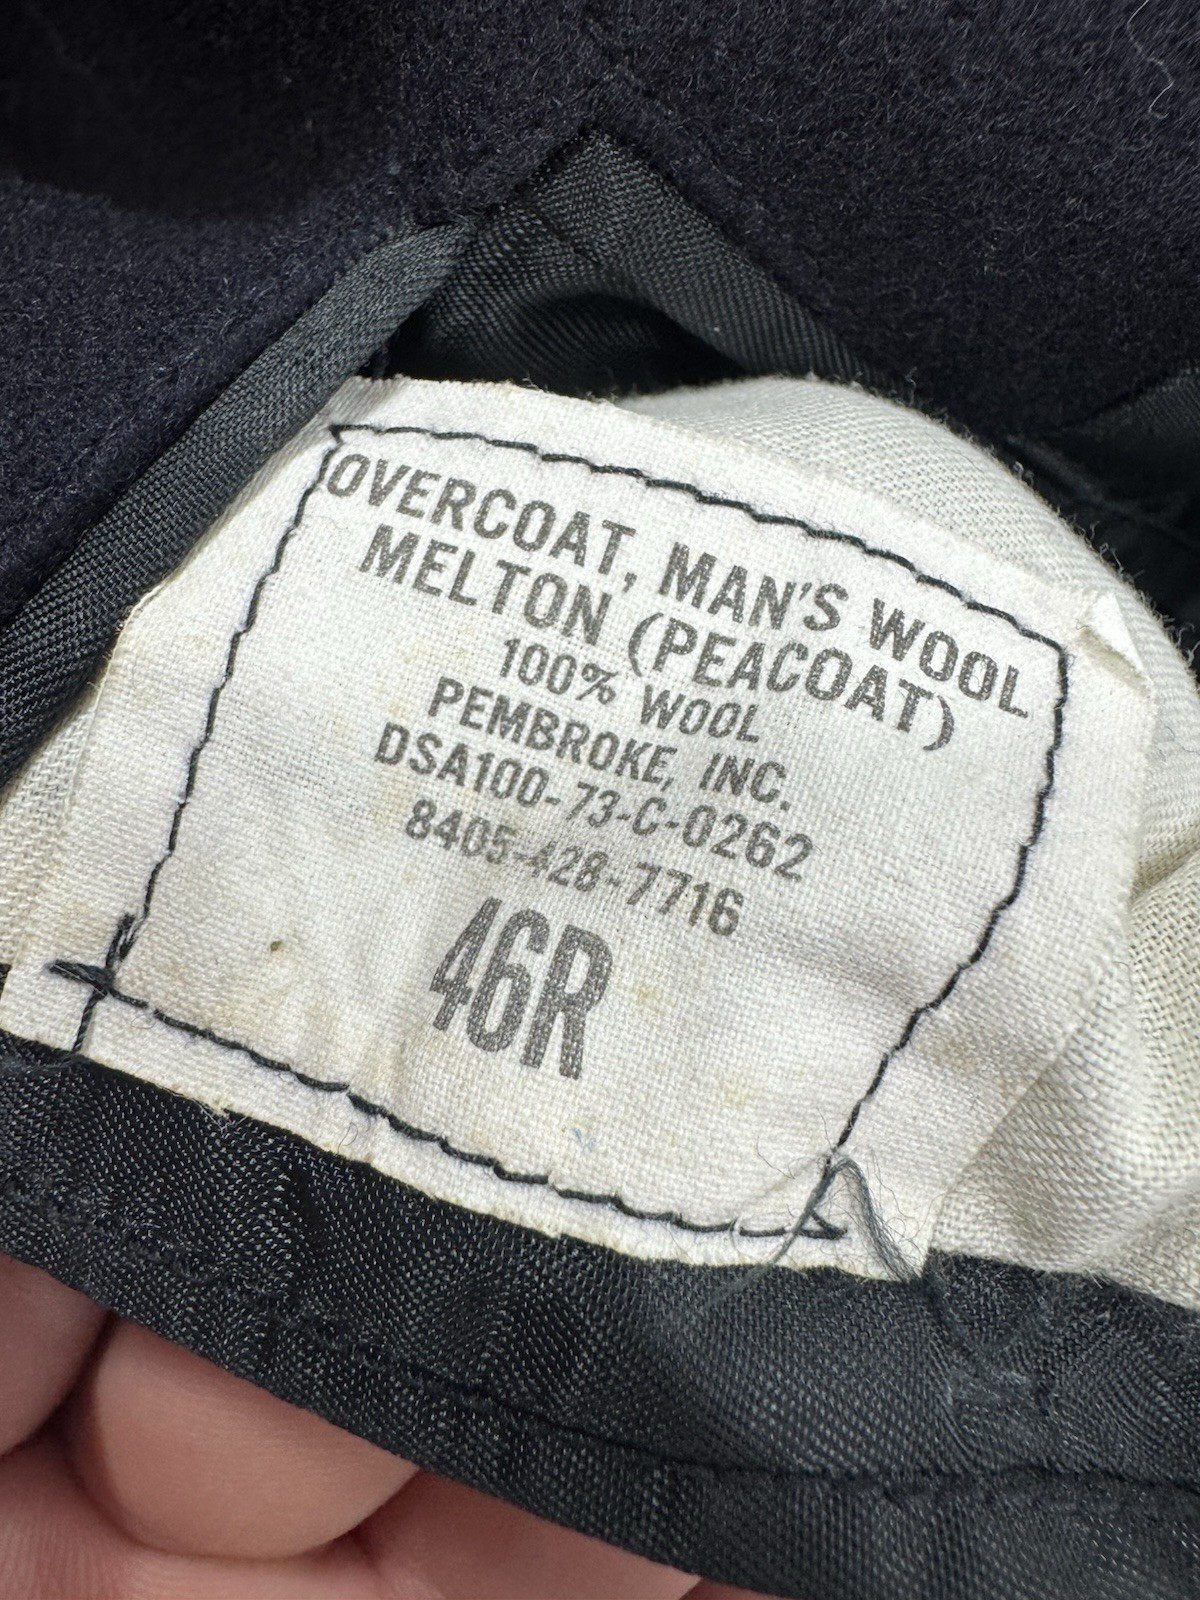 OVERCOAT, MAN'S WOOL
MELTON (PEACOAT)
100% WOOL
PEMBROKE, INC.
DSA100-73-C-0262
8405-428-7716
46R